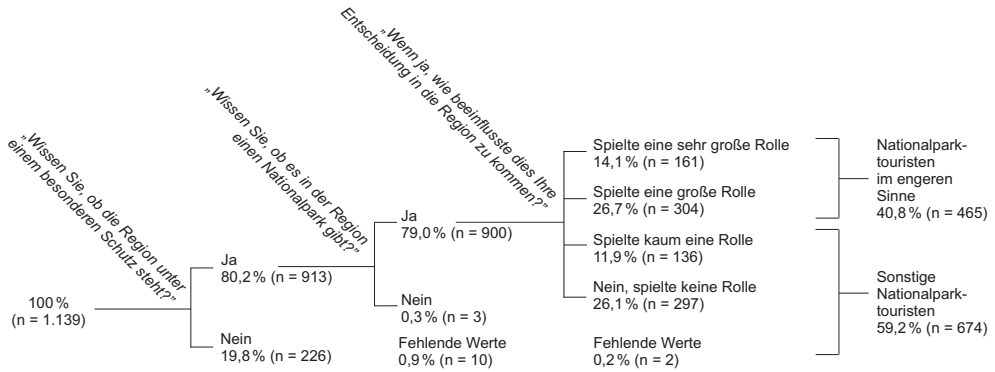 „Wissen Sie, ob die Region unter
einem besonderen Schutz steht?”
„Wissen Sie, ob es in der Region
einen Nationalpark gibt?”
„Wenn ja, wie beeinflusste dies Ihre
Entscheidung in die Region zu kommen?”
100 %
(n = 1.139)
Ja
80,2 % (n = 913)
Nein
19,8 % (n = 226)
Ja
79,0 % (n = 900)
Nein
0,3 % (n = 3)
Fehlende Werte
0,9 % (n = 10)
Spielte eine sehr große Rolle
14,1 % (n = 161)
Spielte eine große Rolle
26,7 % (n = 304)
Spielte kaum eine Rolle
11,9 % (n = 136)
Nein, spielte keine Rolle
26,1 % (n = 297)
Fehlende Werte
0,2 % (n = 2)
Nationalpark-
touristen
im engeren
Sinne
40,8 % (n = 465)
Sonstige
Nationalpark-
touristen
59,2 % (n = 674)